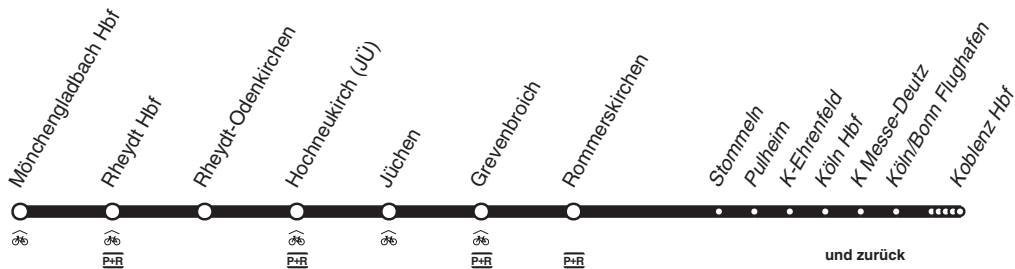 Mönchengladbach Hbf
Rheydt Hbf
Rheydt-Odenkirchen
Hochneukirch (JÜ)
Jüchen
Grevenbroich
Rommerskirchen
Stommeln
Pulheim
K-Ehrenfeld
Köln Hbf
K Messe-Deutz
Köln/Bonn Flughafen
Koblenz Hbf
P+R
P+R
P+R
P+R
und zurück